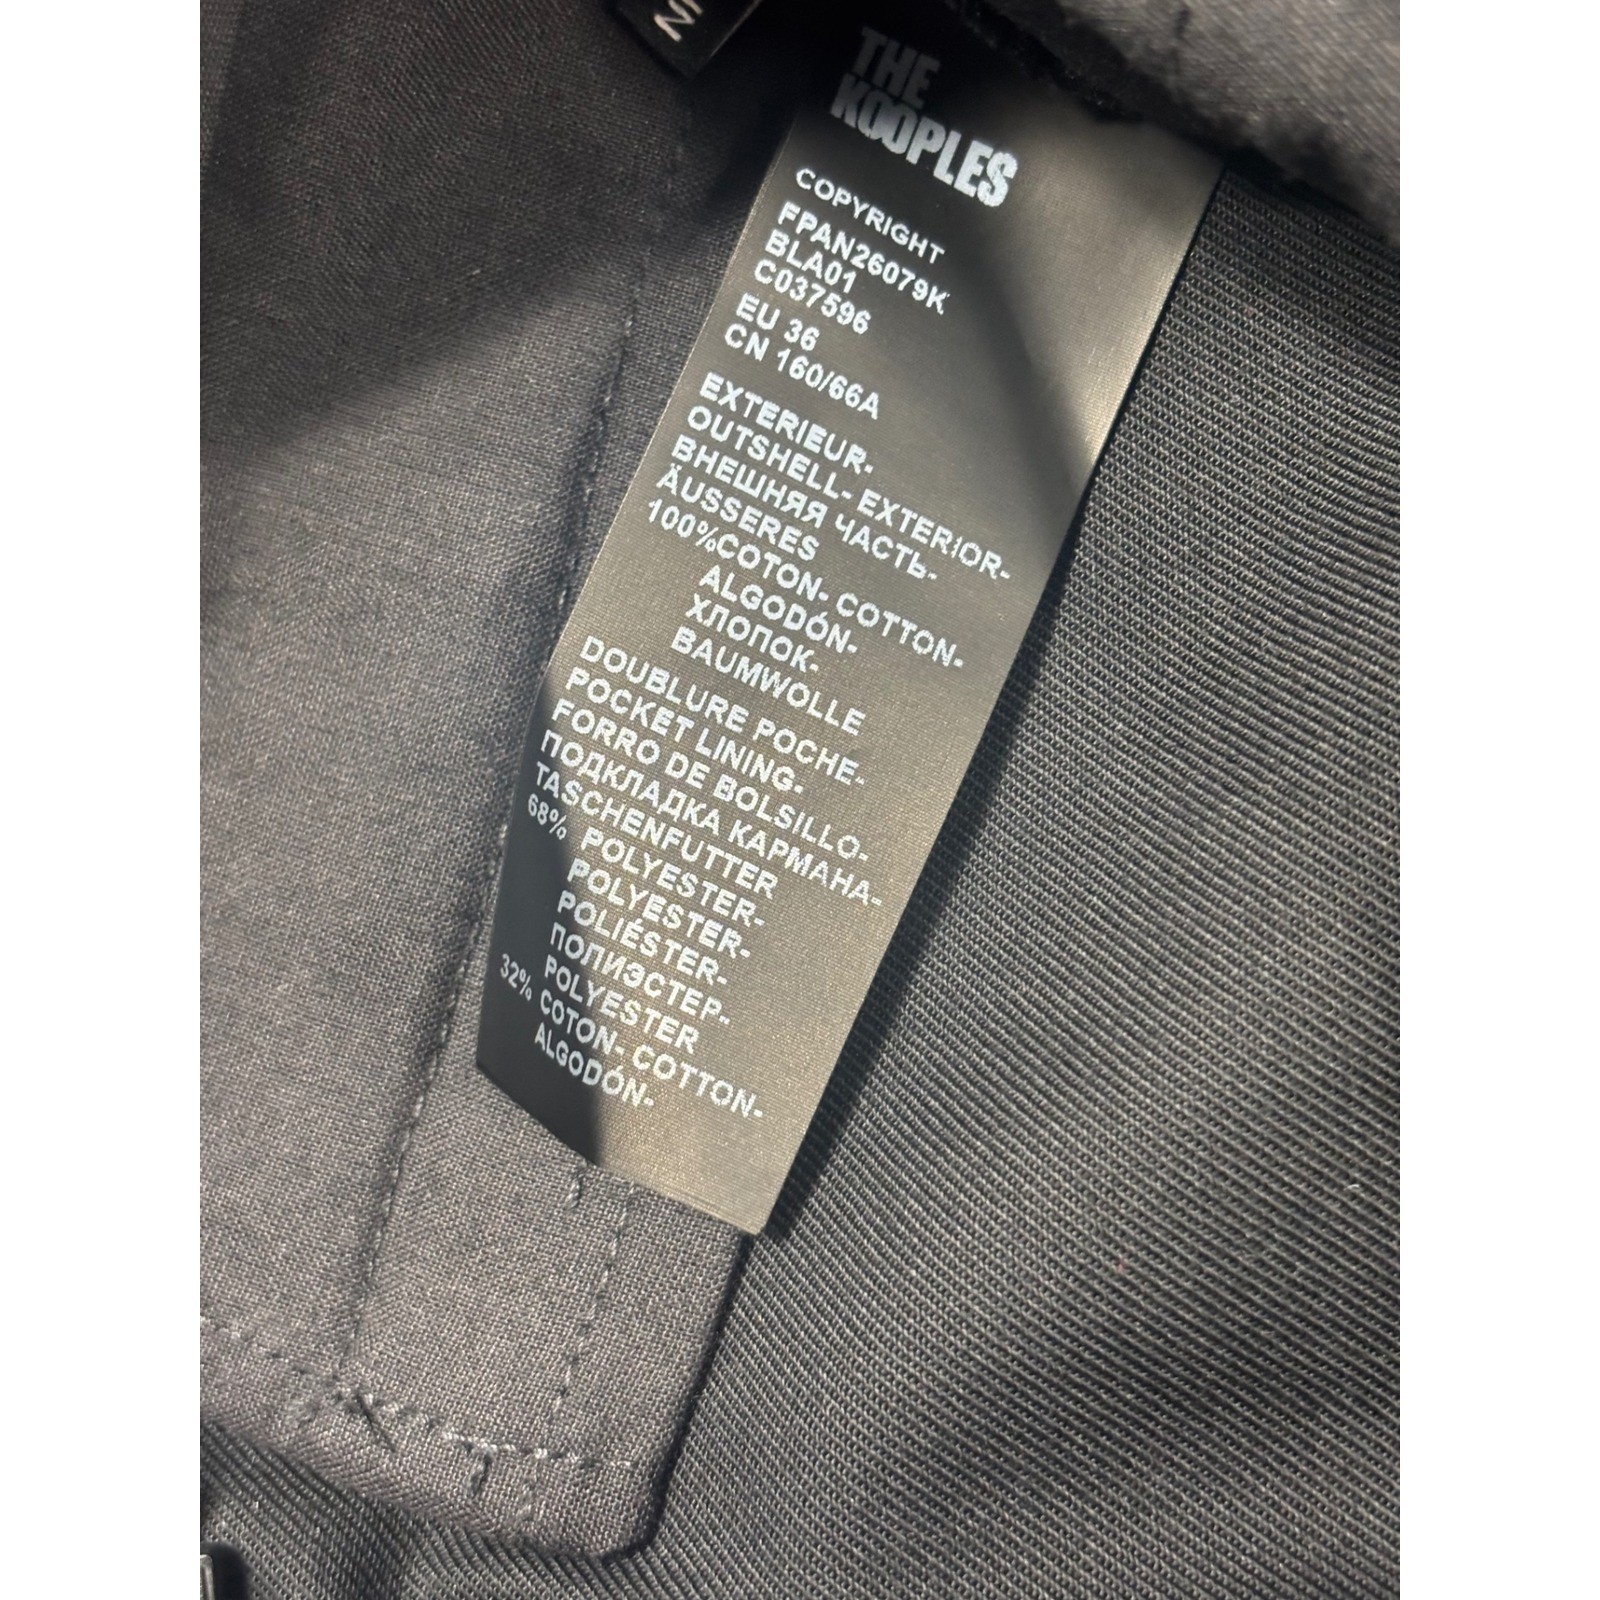 THE
KOOPLES
COPYRIGHT
FPAN26079K
BLA01
C037596
EU 36
CN 160/66A
EXTERIEUR-
OUTSHELL- EXTERIOR-
ВНЕШНЯЯ ЧАСТЬ-
ÄUSSERES
100%COTON- COTTON-
ALGODÓN-
ХЛОПОК-
BAUMWOLLE
DOUBLURE POCHE-
POCKET LINING-
FORRO DE BOLSILLO-
ПОДКЛАДКА КАРМАНА-
TASCHENFUTTER
68% POLYESTER-
POLYESTER-
POLIÉSTER-
ПОЛИЭСТЕР-
POLYESTER
32% COTON- COTTON-
ALGODÓN-